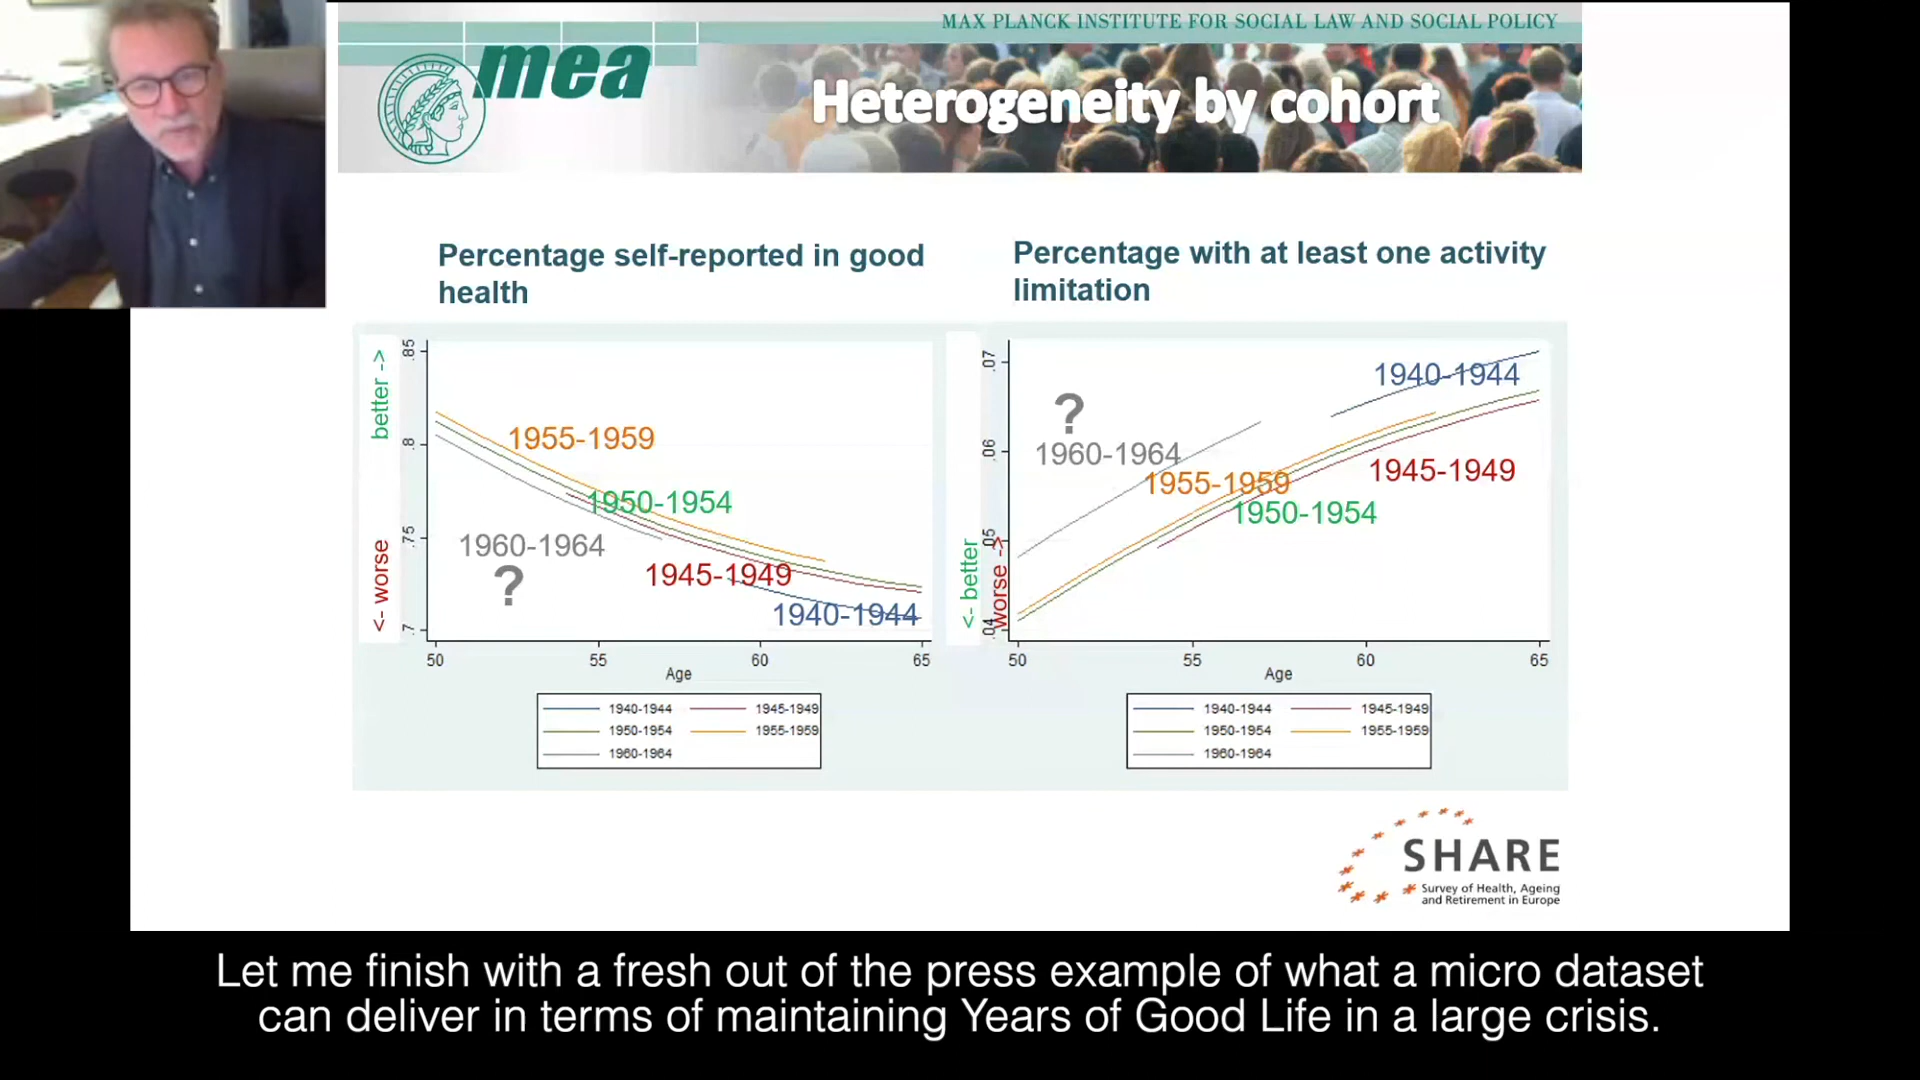 MAX PLANCK INSTITUTE FOR SOCIAL LAW AND SOCIAL POLICY
mea
Heterogeneity by cohort
Percentage self-reported in good
health
better ->
<- worse
.85
.8
.75
.7
1955-1959
1950-1954
1960-1964
?
1945-1949
1940-1944
50 55 60 65
Age
1940-1944 1945-1949
1950-1954 1955-1959
1960-1964
Percentage with at least one activity
limitation
<- better
worse ->
.07
.06
.05
.04
1940-1944
?
1960-1964
1955-1959
1945-1949
1950-1954
50 55 60 65
Age
1940-1944 1945-1949
1950-1954 1955-1959
1960-1964
SHARE
Survey of Health, Ageing
and Retirement in Europe
Let me finish with a fresh out of the press example of what a micro dataset
can deliver in terms of maintaining Years of Good Life in a large crisis.